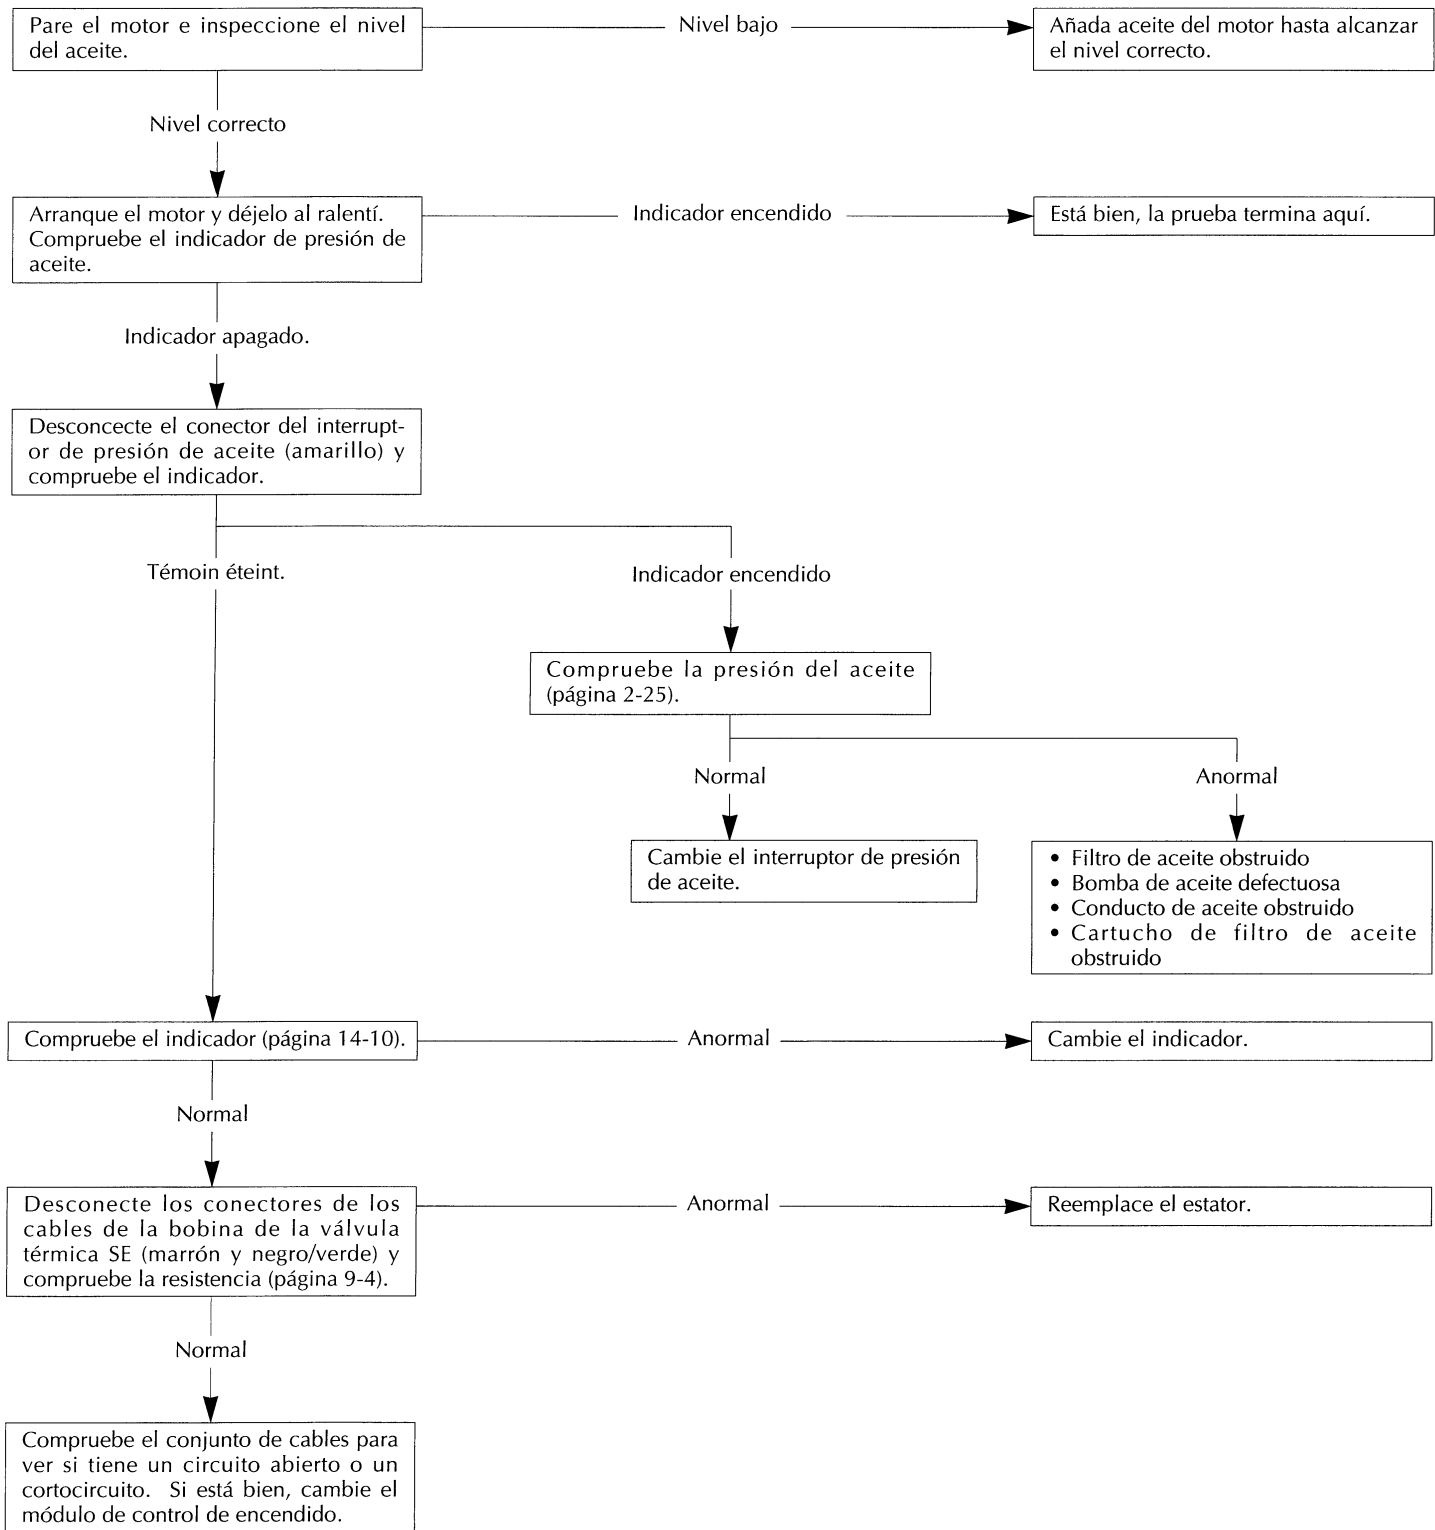 Pare el motor e inspeccione el nivel
del aceite.
Nivel bajo
Añada aceite del motor hasta alcanzar
el nivel correcto.
Nivel correcto
Arranque el motor y déjelo al ralentí.
Compruebe el indicador de presión de
aceite.
Indicador encendido
Está bien, la prueba termina aquí.
Indicador apagado.
Desconcecte el conector del interrupt-
or de presión de aceite (amarillo) y
compruebe el indicador.
Témoin éteint.
Indicador encendido
Compruebe la presión del aceite
(página 2-25).
Normal
Anormal
Cambie el interruptor de presión
de aceite.
• Filtro de aceite obstruido
• Bomba de aceite defectuosa
• Conducto de aceite obstruido
• Cartucho de filtro de aceite
obstruido
Compruebe el indicador (página 14-10).
Anormal
Cambie el indicador.
Normal
Desconecte los conectores de los
cables de la bobina de la válvula
térmica SE (marrón y negro/verde) y
compruebe la resistencia (página 9-4).
Anormal
Reemplace el estator.
Normal
Compruebe el conjunto de cables para
ver si tiene un circuito abierto o un
cortocircuito. Si está bien, cambie el
módulo de control de encendido.